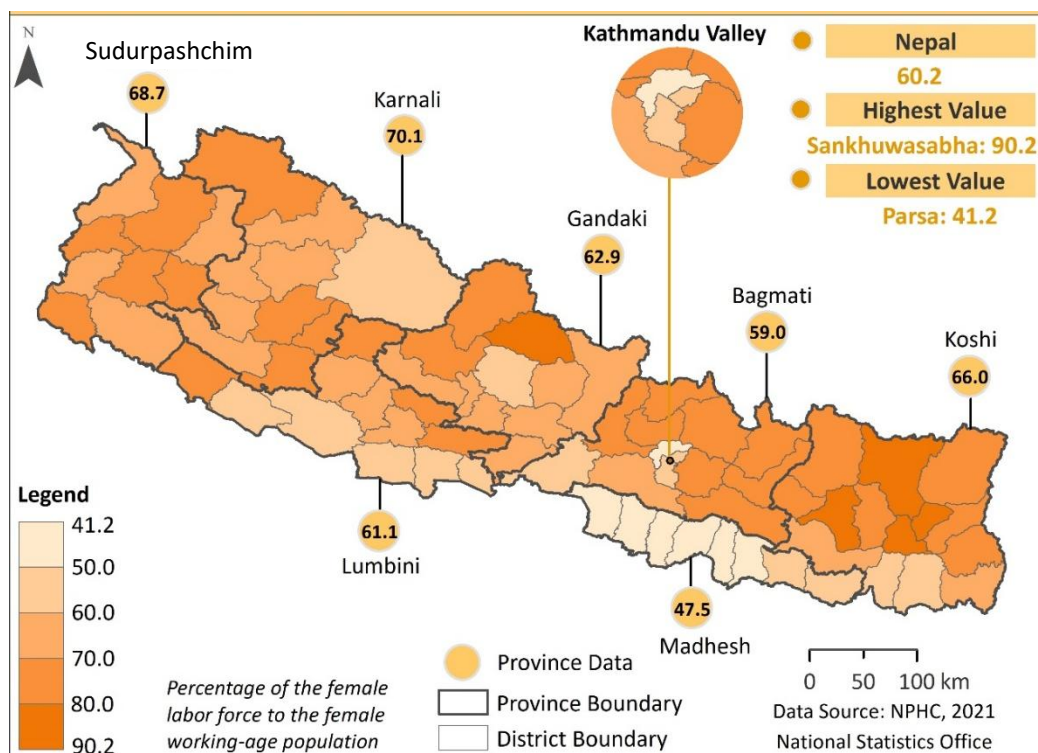 N
Sudurpashchim
68.7
Karnali
70.1
Kathmandu Valley
Nepal
60.2
Highest Value
Sankhuwasabha: 90.2
Lowest Value
Parsa: 41.2
Gandaki
62.9
Bagmati
59.0
Koshi
66.0
61.1
Lumbini
47.5
Madhesh
Legend
41.2
50.0
60.0
70.0
80.0
90.2
Percentage of the female
labor force to the female
working-age population
Province Data
Province Boundary
District Boundary
0 50 100 km
Data Source: NPHC, 2021
National Statistics Office